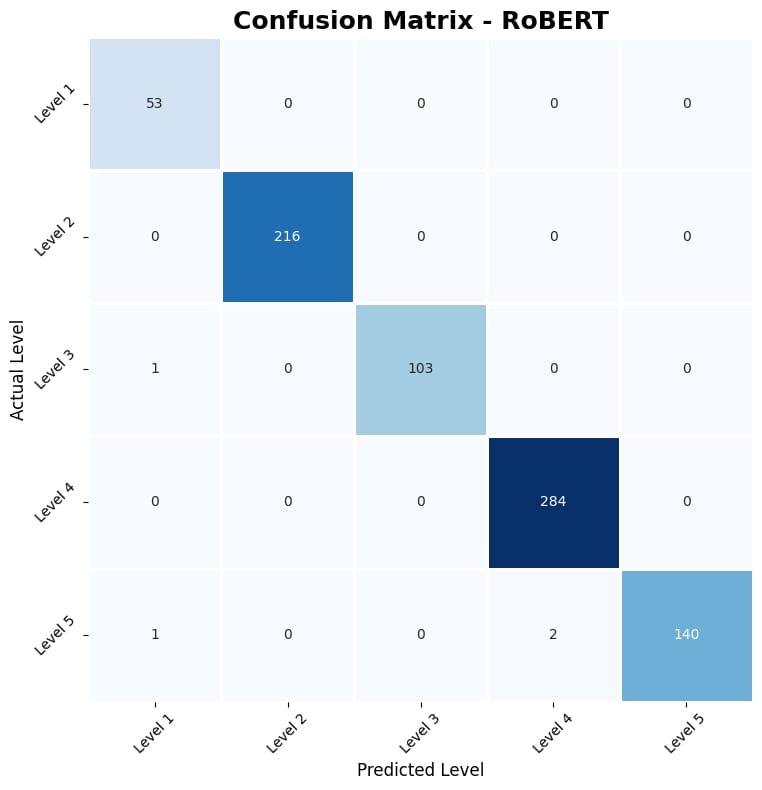 Confusion Matrix - RoBERT
Actual Level
Level 1
53 0 0 0 0
Level 2
0 216 0 0 0
Level 3
1 0 103 0 0
Level 4
0 0 0 284 0
Level 5
1 0 0 2 140
Level 1 Level 2 Level 3 Level 4 Level 5
Predicted Level